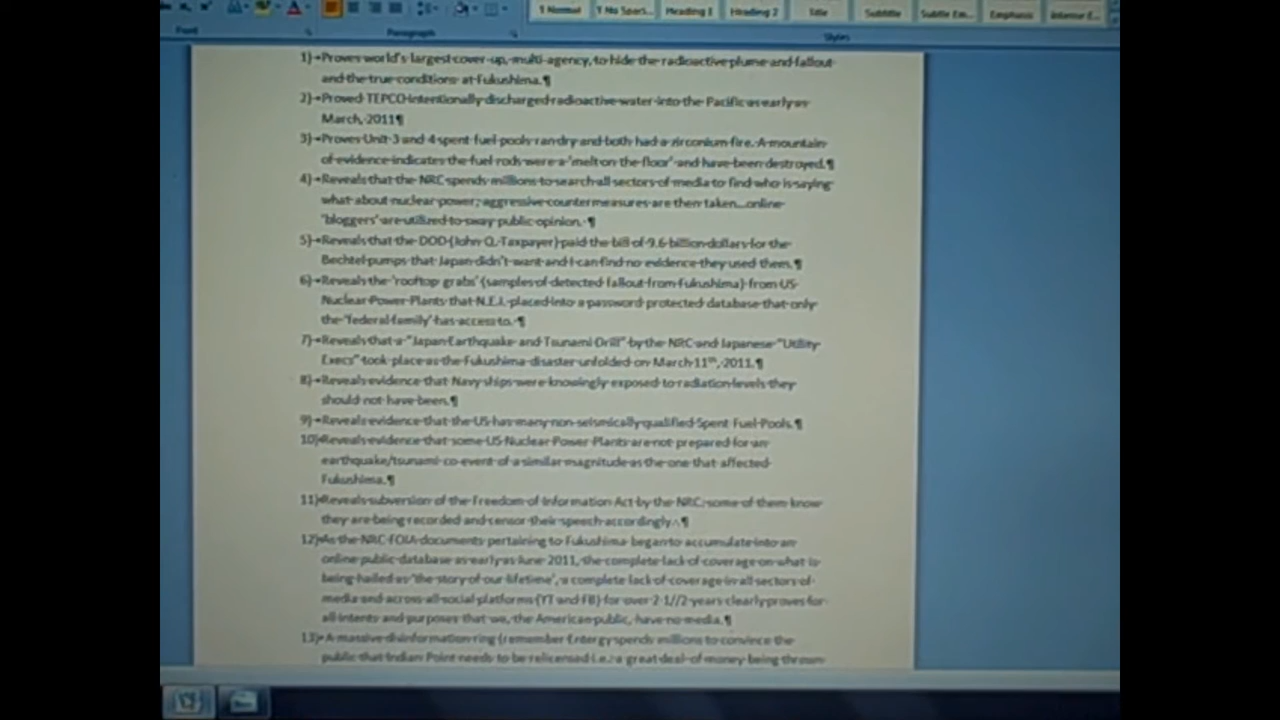 Font
Paragraph
Styles
1 Normal
Heading 1
Heading 2
Title
Subtitle
Subtle Em...
Emphasis
Intense E...
1) Proves world's largest cover-up, multi-agency, to hide the radioactive plume and fallout
and the true conditions at Fukushima.¶
2) Proved TEPCO intentionally discharged radioactive water into the Pacific as early as
March, 2011¶
3) Proves Unit 3 and 4 spent fuel pools ran dry and both had a zirconium fire. A mountain
of evidence indicates the fuel rods were a 'melt on the floor' and have been destroyed.¶
4) Reveals that the NRC spends millions to search all sectors of media to find who is saying
what about nuclear power; aggressive countermeasures are then taken...online
'bloggers' are utilized to sway public opinion. ¶
5) Reveals that the DOD (John Q. Taxpayer) paid the bill of 9.6 billion dollars for the
Bechtel pumps that Japan didn't want and I can find no evidence they used them.¶
6) Reveals the 'rooftop grabs' (samples of detected fallout from Fukushima) from US
Nuclear Power Plants that N.E.I. placed into a password protected database that only
the 'federal family' has access to. ¶
7) Reveals that a "Japan Earthquake and Tsunami Drill" by the NRC and Japanese "Utility
Execs" took place as the Fukushima disaster unfolded on March 11th, 2011.¶
8) Reveals evidence that Navy ships were knowingly exposed to radiation levels they
should not have been.¶
9) Reveals evidence that the US has many non-seismically qualified Spent Fuel Pools.¶
10) Reveals evidence that some US Nuclear Power Plants are not prepared for an
earthquake/tsunami co-event of a similar magnitude as the one that affected
Fukushima.¶
11) Reveals subversion of the Freedom of Information Act by the NRC; some of them know
they are being recorded and censor their speech accordingly. ¶
12) As the NRC FOIA documents pertaining to Fukushima began to accumulate into an
online public database as early as June 2011, the complete lack of coverage on what is
being hailed as 'the story of our lifetime', a complete lack of coverage in all sectors of
media and across all social platforms (YT and FB) for over 2 1//2 years clearly proves for
all intents and purposes that we, the American public, have no media.¶
13) A massive disinformation ring (remember Entergy spends millions to convince the
public that Indian Point needs to be relicensed i.e.: a great deal of money being thrown